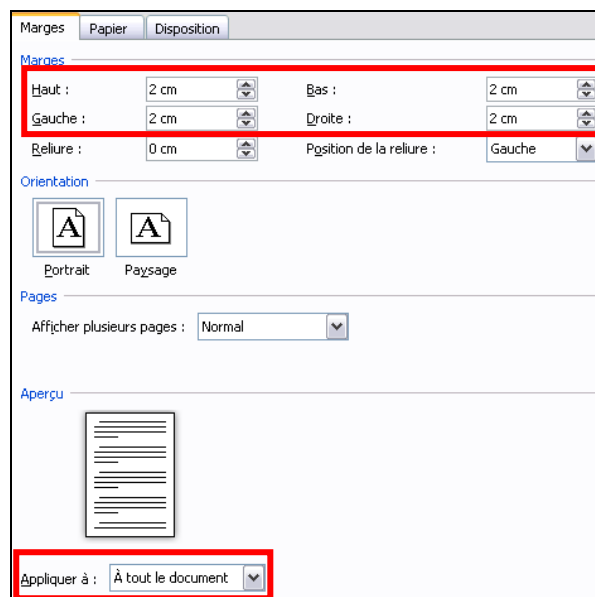 Marges Papier Disposition
Marges
Haut : 2 cm Bas : 2 cm
Gauche : 2 cm Droite : 2 cm
Reliure : 0 cm Position de la reliure : Gauche
Orientation
A A
Portrait Paysage
Pages
Afficher plusieurs pages : Normal
Aperçu
Appliquer à : À tout le document